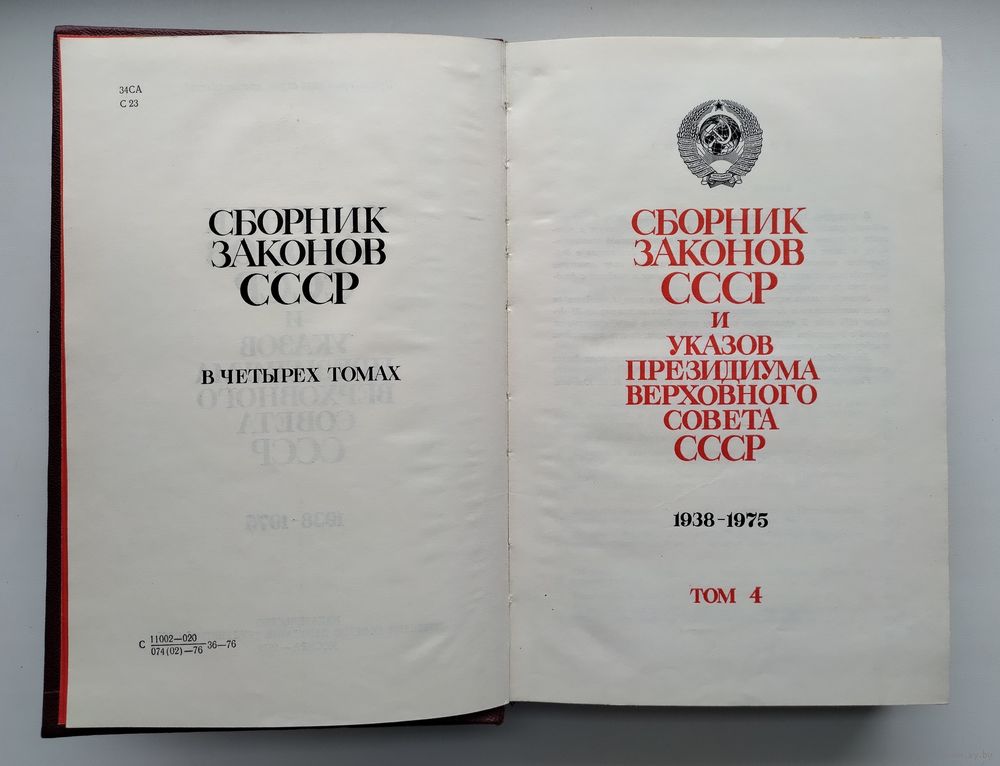 34СА
С 23
СБОРНИК
ЗАКОНОВ
СССР
В ЧЕТЫРЕХ ТОМАХ
С 11002—020
074(02)—76 36—76
СБОРНИК
ЗАКОНОВ
СССР
И
УКАЗОВ
ПРЕЗИДИУМА
ВЕРХОВНОГО
СОВЕТА
СССР
1938-1975
ТОМ 4